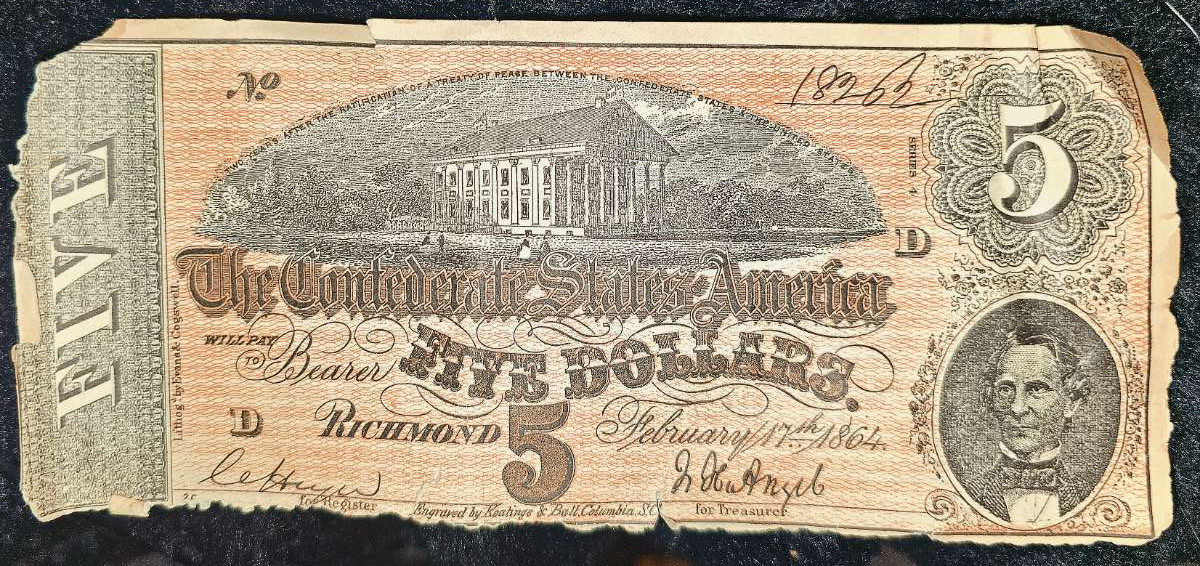 No
18262
TWO YEARS AFTER THE RATIFICATION OF A TREATY OF PEACE BETWEEN THE CONFEDERATE STATES & THE UNITED STATES
5
SERIES 4
FIVE
D
The Confederate States of America
WILL PAY
TO Bearer
FIVE DOLLARS.
Lithog'd by Evans & Cogswell
D
RICHMOND
5
February 17th 1864.
for Register
Engraved by Keatinge & Ball, Columbia, S.C.
for Treasurer